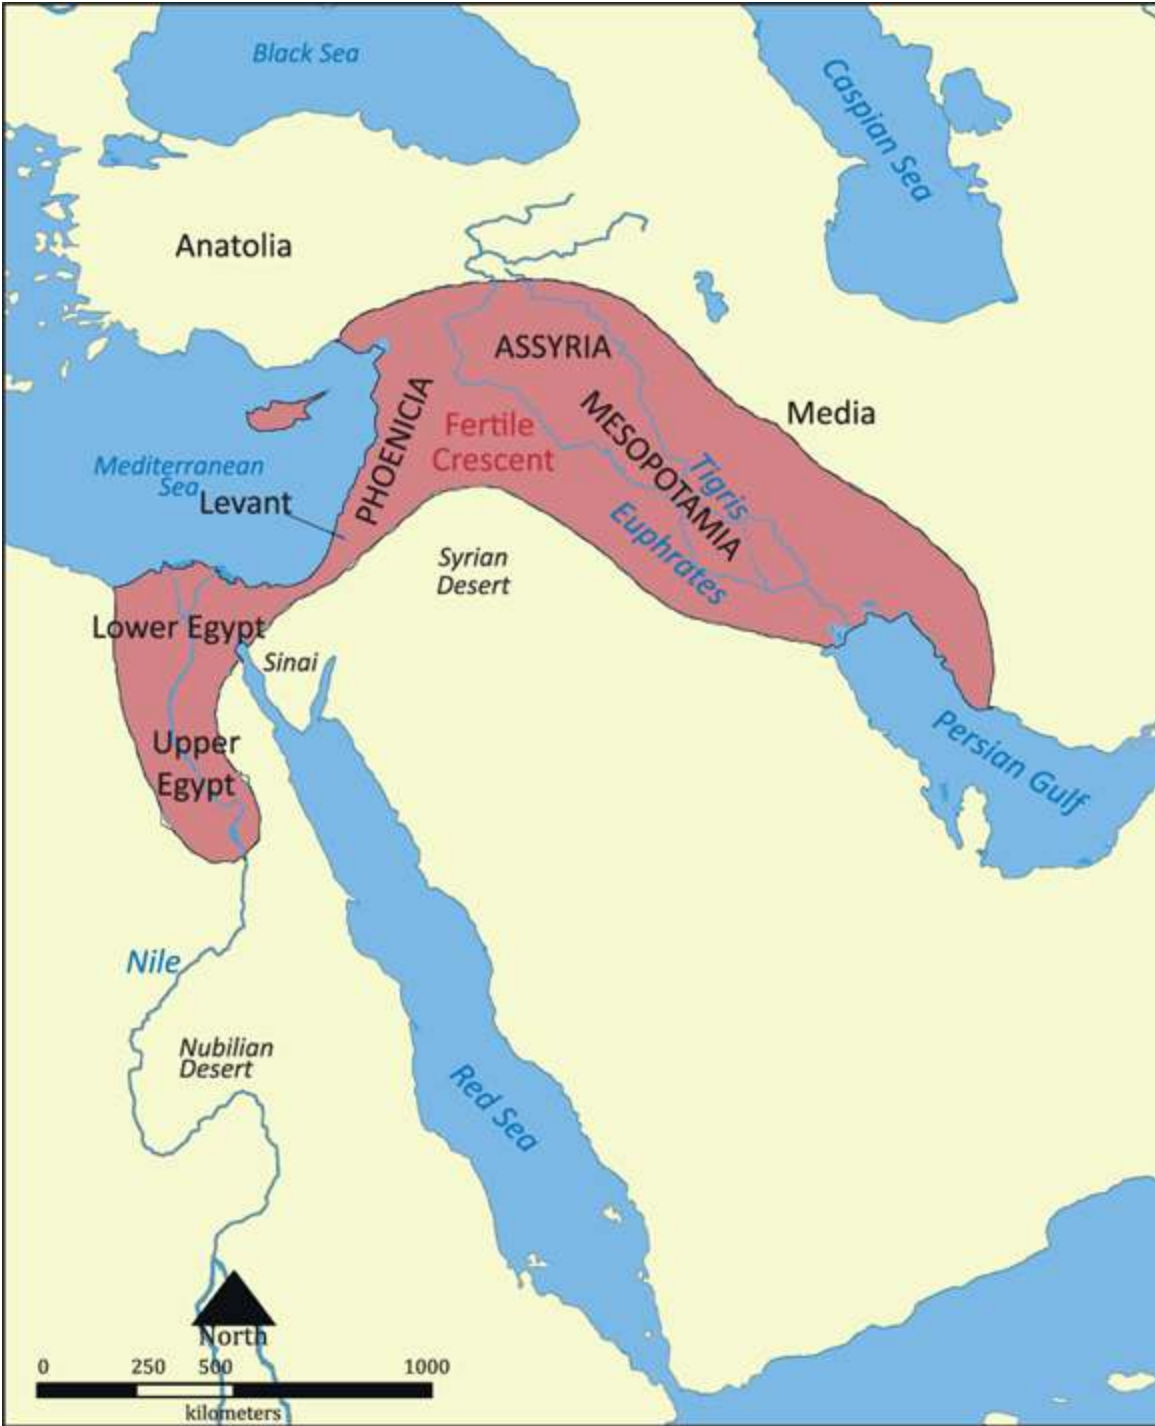 Black Sea
Caspian Sea
Anatolia
ASSYRIA
PHOENICIA
Fertile
Crescent
MESOPOTAMIA
Media
Mediterranean
Sea
Levant
Tigris
Euphrates
Syrian
Desert
Lower Egypt
Sinai
Upper
Egypt
Persian Gulf
Nile
Nubilian
Desert
Red Sea
North
0 250 500 1000
kilometers